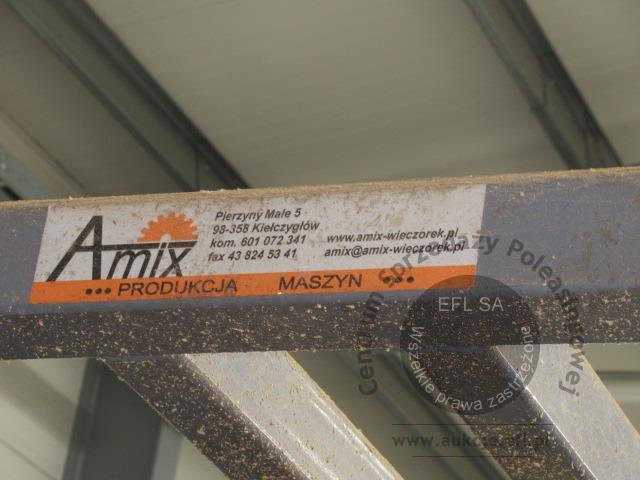 Amix
Pierzyny Małe 5
98-358 Kiełczygłów
kom. 601 072 341
fax 43 824 53 41
www.amix-wieczorek.pl
amix@amix-wieczorek.pl
••• PRODUKCJA MASZYN •••
Centrum Sprzedaży Poleasingowej
EFL SA
Wszelkie prawa zastrzeżone
www.aukcja.efl.pl